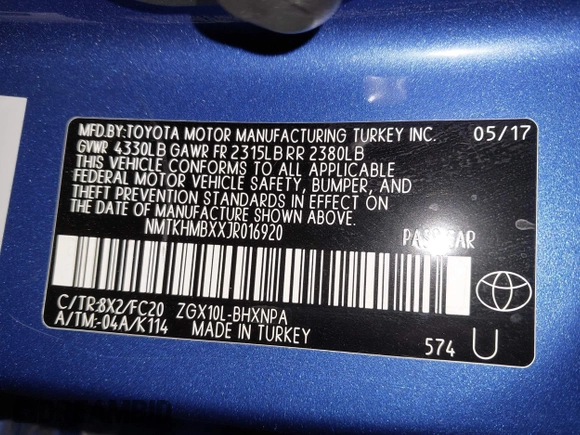 MFD.BY:TOYOTA MOTOR MANUFACTURING TURKEY INC. 05/17
GVWR 4330LB GAWR FR 2315LB RR 2380LB
THIS VEHICLE CONFORMS TO ALL APPLICABLE
FEDERAL MOTOR VEHICLE SAFETY, BUMPER, AND
THEFT PREVENTION STANDARDS IN EFFECT ON
THE DATE OF MANUFACTURE SHOWN ABOVE.
NMTKHMBXXJR016920 PASS CAR
C/TR:8X2/FC20 ZGX10L-BHXNPA
A/TM:-04A/K114 MADE IN TURKEY
574 U